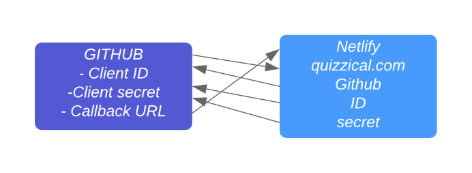 GITHUB
- Client ID
-Client secret
- Callback URL
Netlify
quizzical.com
Github
ID
secret